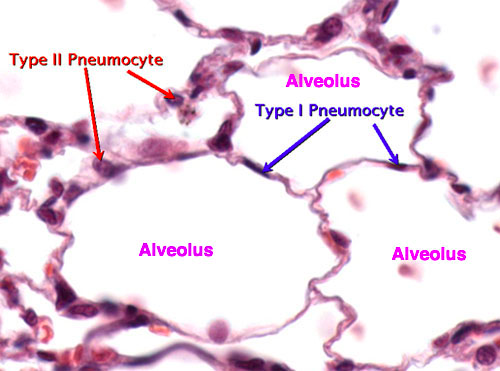 Type II Pneumocyte
Alveolus
Type I Pneumocyte
Alveolus
Alveolus